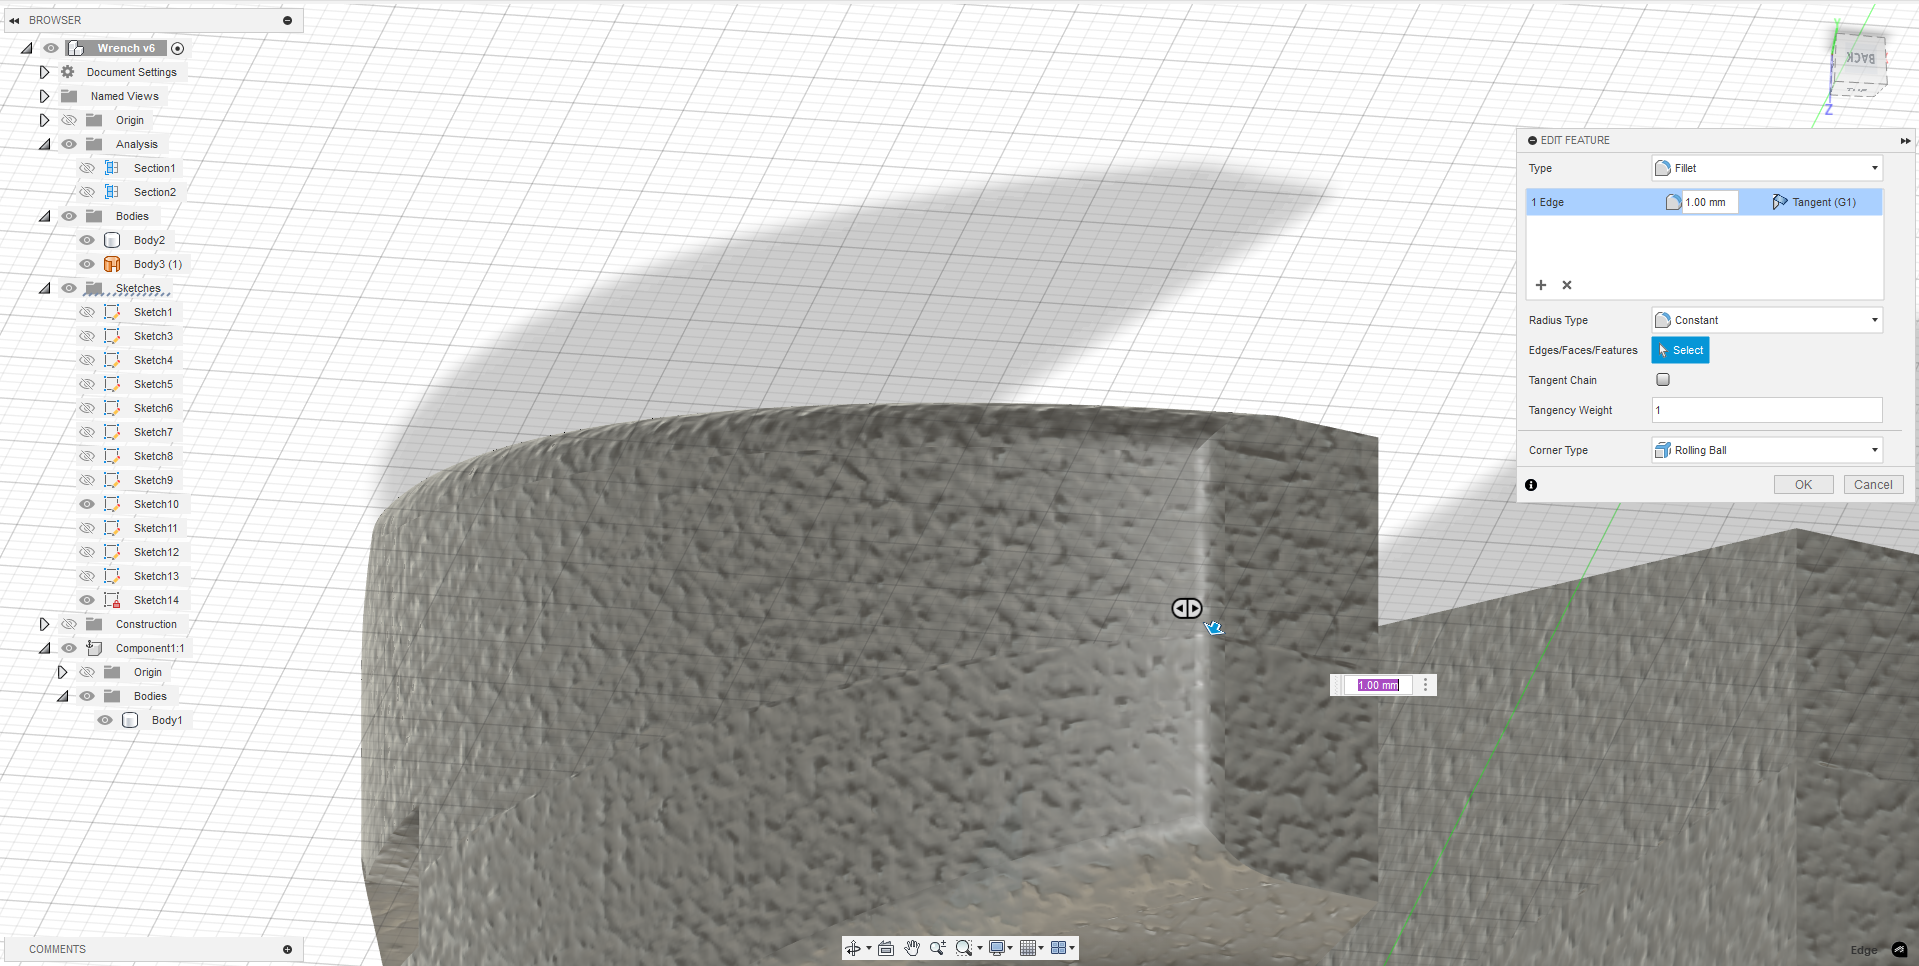 BROWSER
Wrench v6
Document Settings
Named Views
Origin
Analysis
Section1
Section2
Bodies
Body2
Body3 (1)
Sketches
Sketch1
Sketch3
Sketch4
Sketch5
Sketch6
Sketch7
Sketch8
Sketch9
Sketch10
Sketch11
Sketch12
Sketch13
Sketch14
Construction
Component1:1
Origin
Bodies
Body1
COMMENTS
Y
BACK
Z
EDIT FEATURE
Type Fillet
1 Edge 1.00 mm Tangent (G1)
Radius Type Constant
Edges/Faces/Features Select
Tangent Chain
Tangency Weight 1
Corner Type Rolling Ball
OK Cancel
1.00 mm
Edge